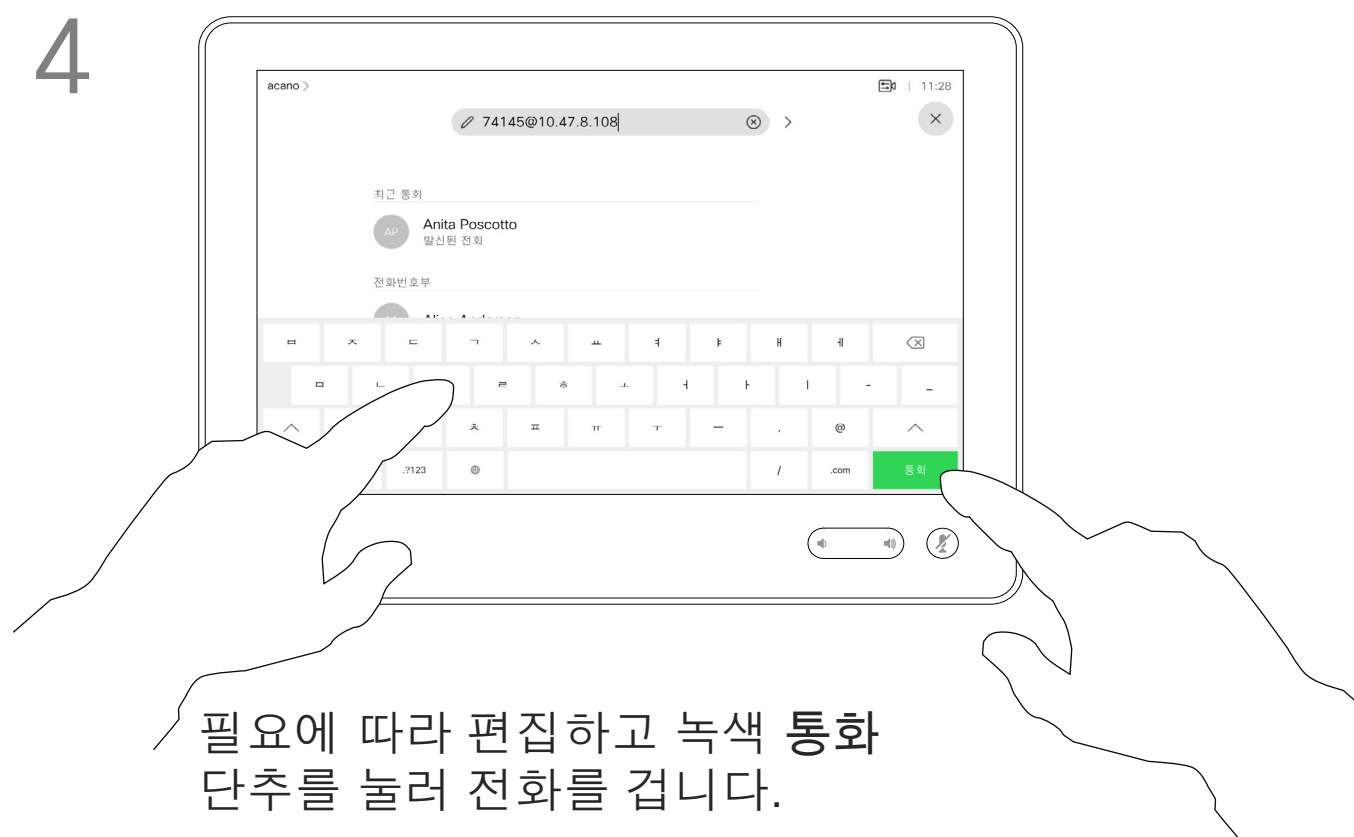 4
acano > | 11:28
74145@10.47.8.108 >
최근 통화
AP Anita Poscotto
발신된 전화
전화번호부
ㅂ ㅈ ㄷ ㄱ ㅅ ㅛ ㅕ ㅑ ㅐ ㅔ
ㅁ ㄴ ㄹ ㅎ ㅗ ㅓ ㅏ ㅣ - _
ㅊ ㅍ ㅠ ㅜ ㅡ . @
.?123 / .com 통화
필요에 따라 편집하고 녹색 통화
단추를 눌러 전화를 겁니다.